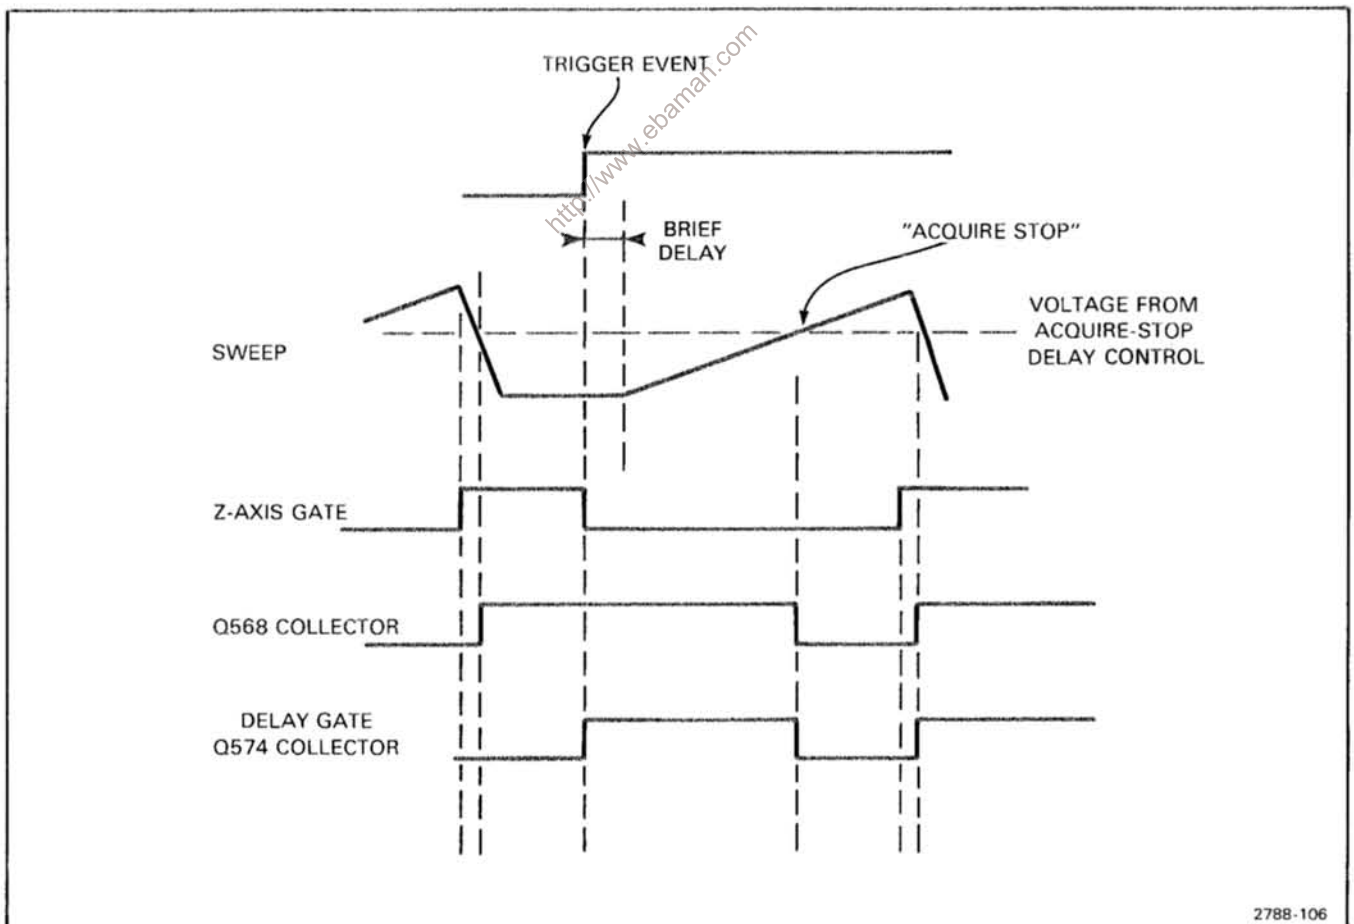 TRIGGER EVENT
http://www.ebaman.com
BRIEF
DELAY
"ACQUIRE STOP"
VOLTAGE FROM
ACQUIRE-STOP
DELAY CONTROL
SWEEP
Z-AXIS GATE
Q568 COLLECTOR
DELAY GATE
Q574 COLLECTOR
2788-106